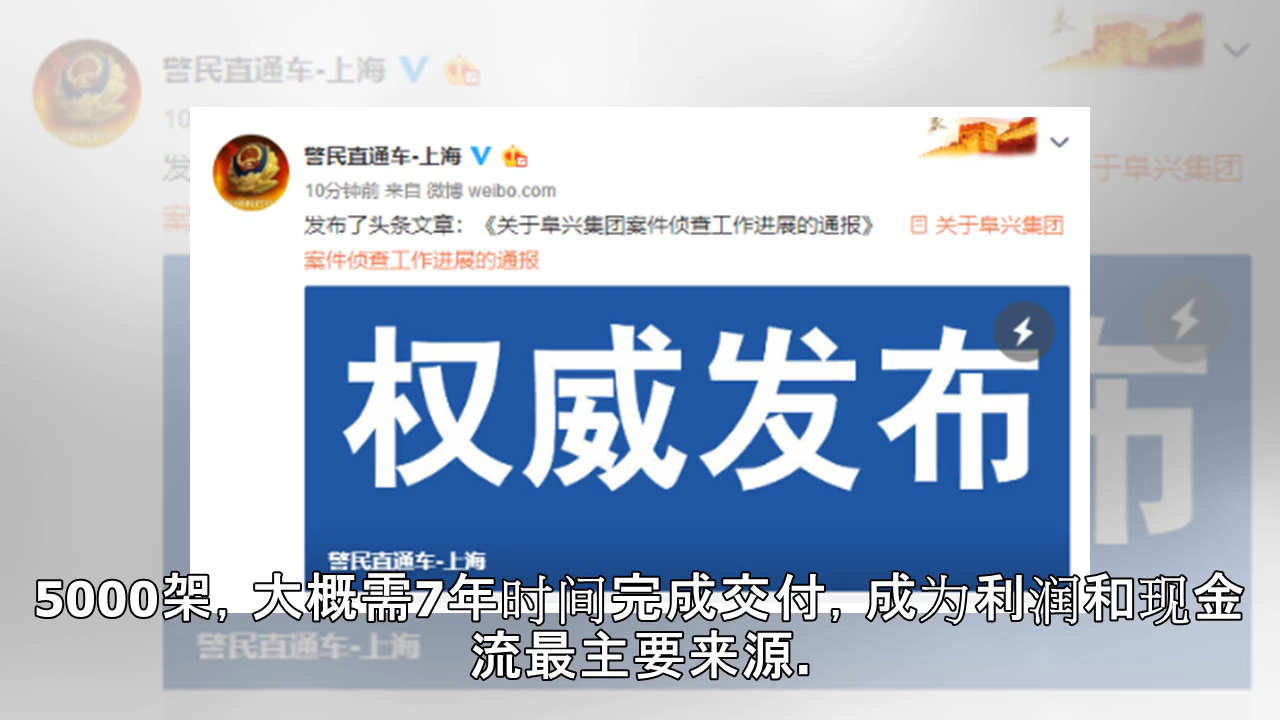 警民直通车-上海
10分钟前 来自 微博 weibo.com
发布了头条文章：《关于阜兴集团案件侦查工作进展的通报》 关于阜兴集团
案件侦查工作进展的通报
权威发布
警民直通车-上海
5000架, 大概需7年时间完成交付, 成为利润和现金
流最主要来源.